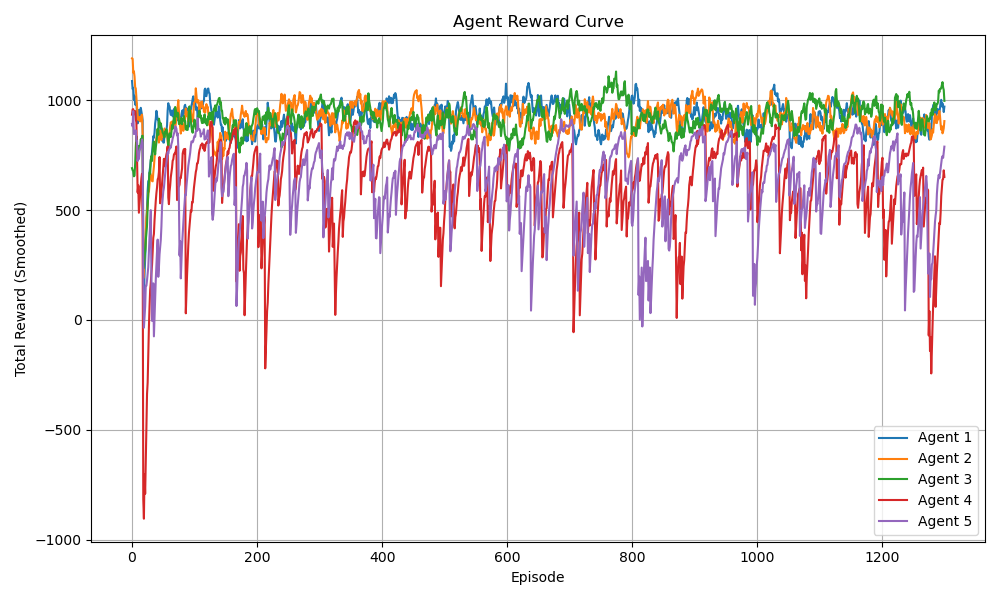 Agent Reward Curve
Total Reward (Smoothed)
1000
500
0
−500
−1000
0 200 400 600 800 1000 1200
Episode
Agent 1
Agent 2
Agent 3
Agent 4
Agent 5